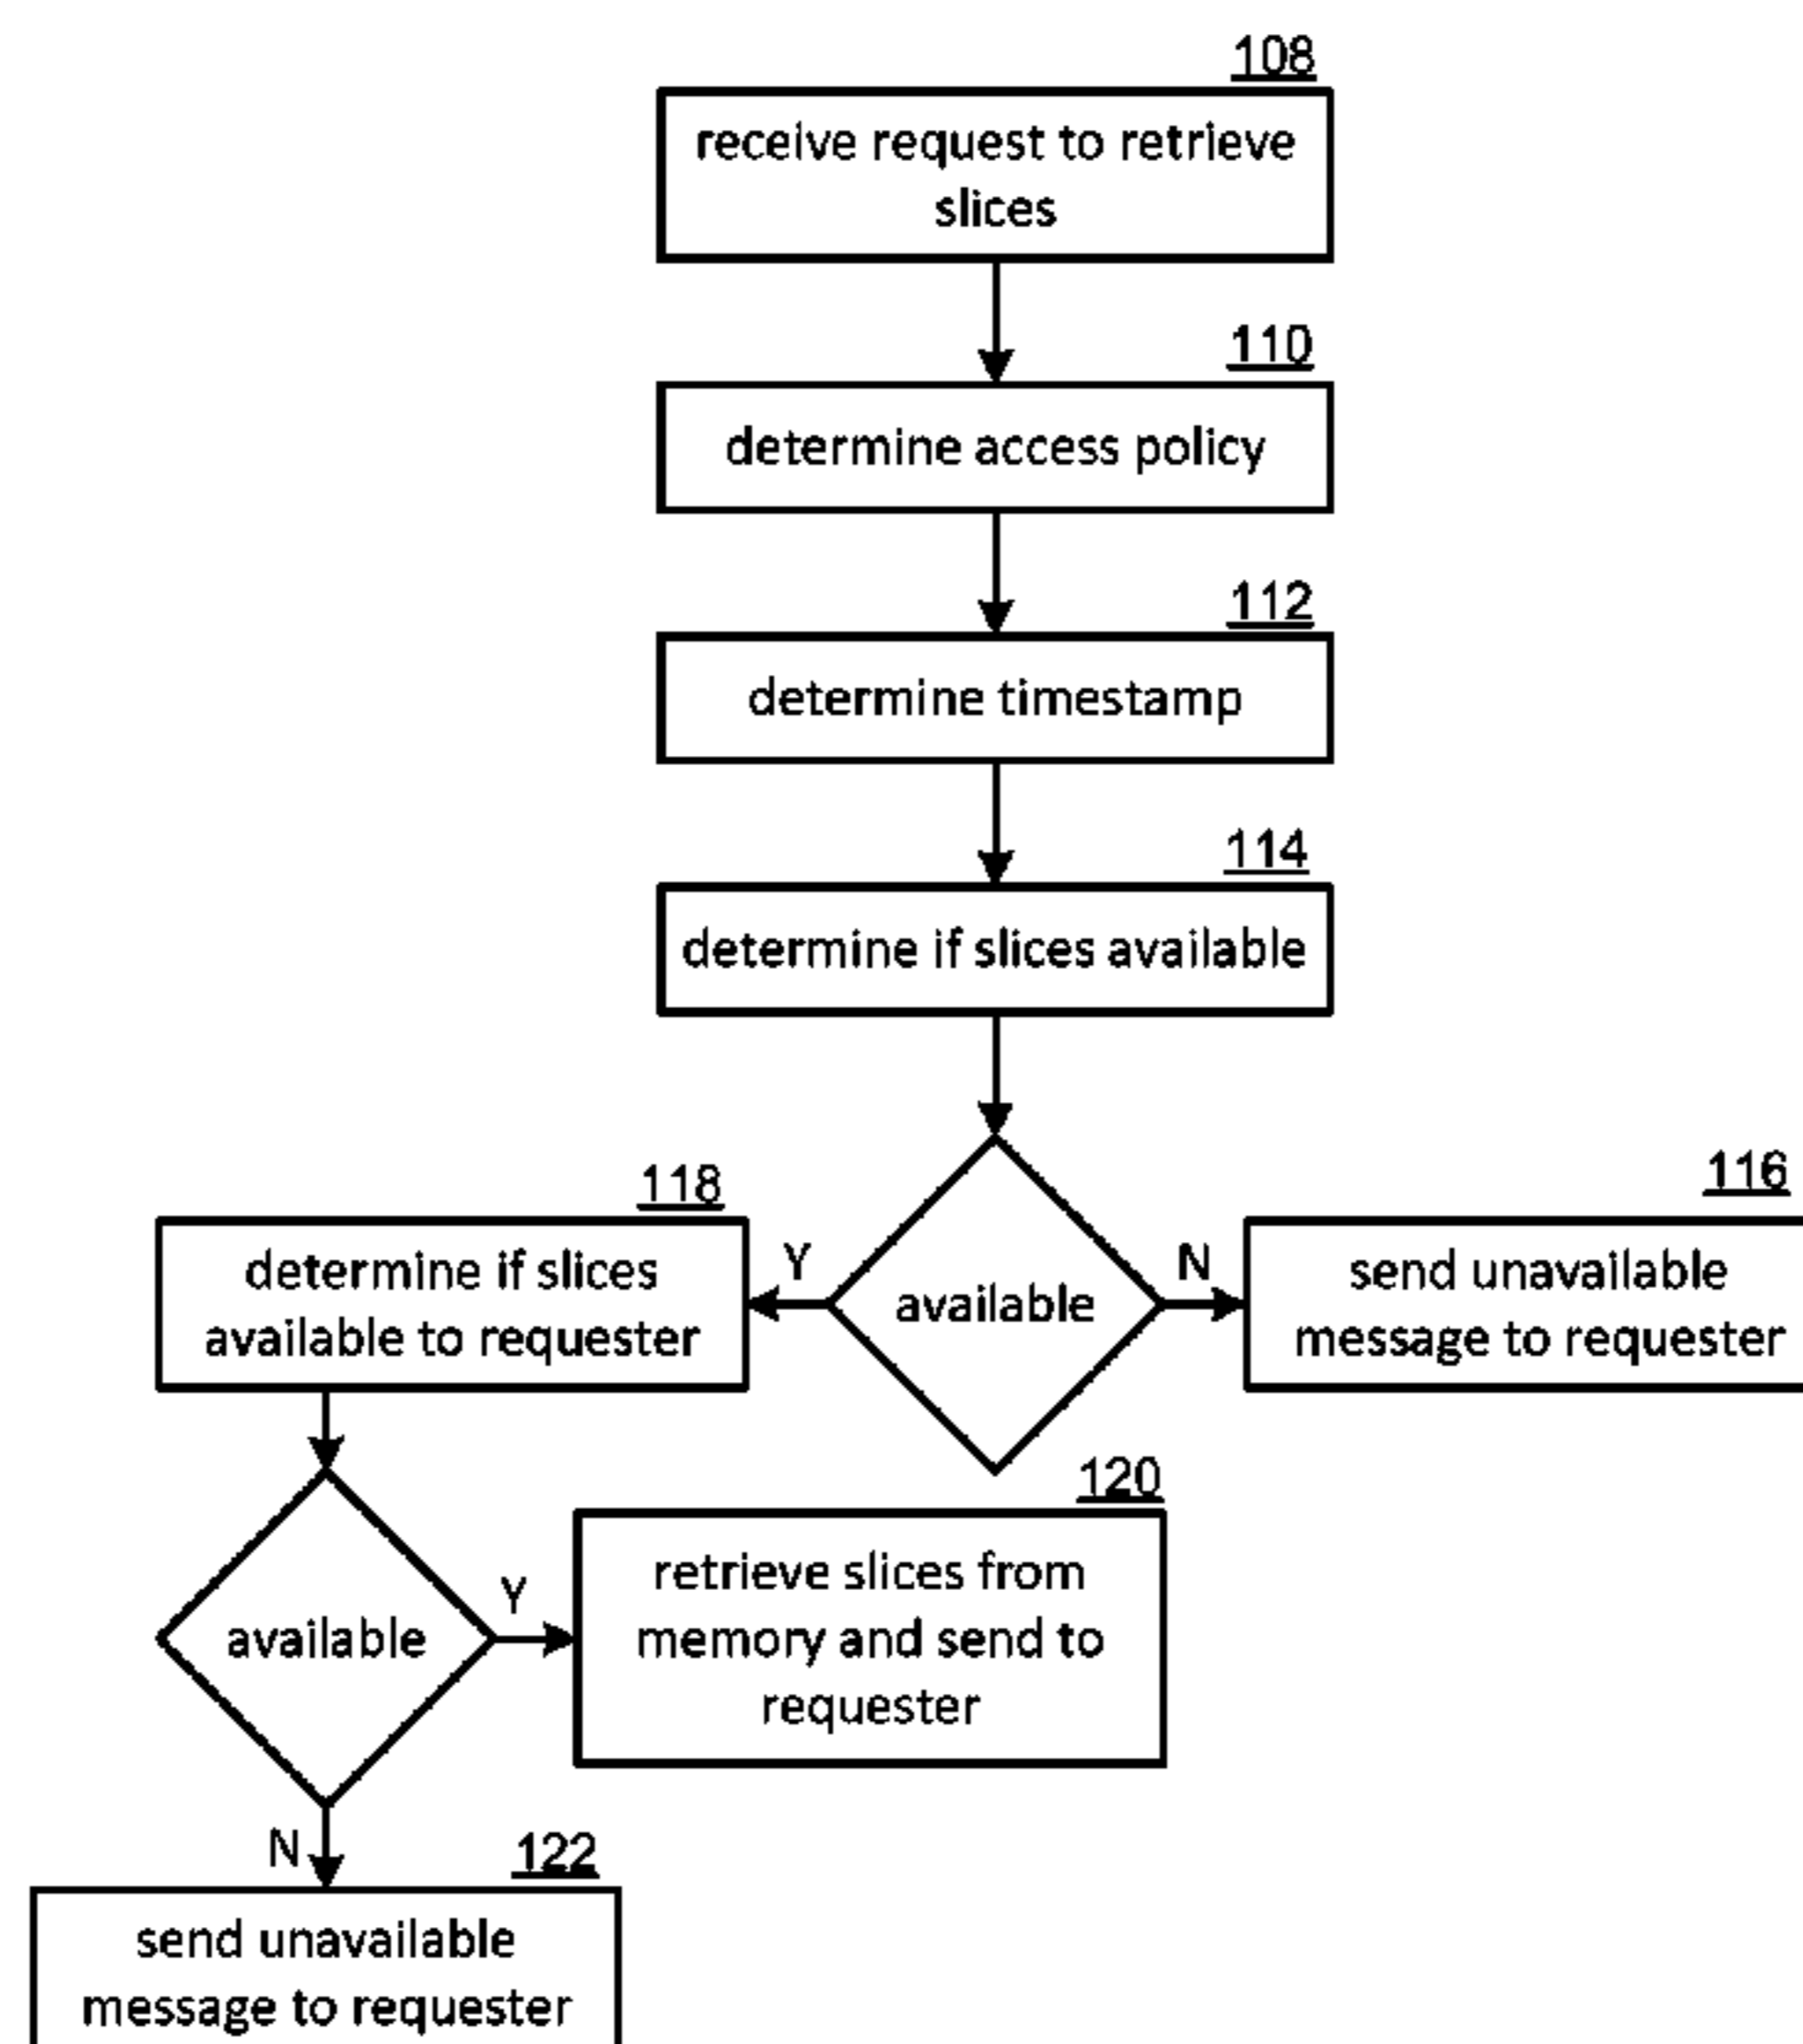 108
receive request to retrieve
slices
110
determine access policy
112
determine timestamp
114
determine if slices available
118
determine if slices
available to requester
Y
available
N
116
send unavailable
message to requester
available
Y
120
retrieve slices from
memory and send to
requester
N
122
send unavailable
message to requester